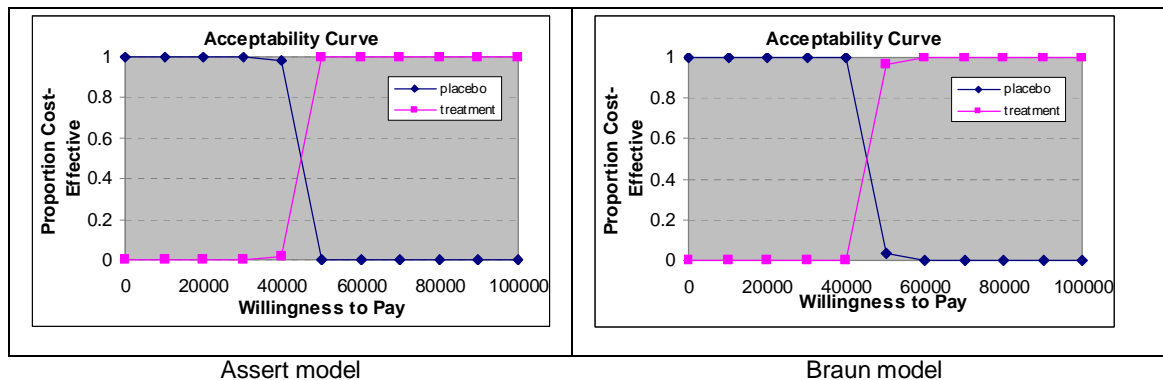 Acceptability Curve
Proportion Cost-
Effective
1
0.8
0.6
0.4
0.2
0
placebo
treatment
0 20000 40000 60000 80000 100000
Willingness to Pay
Assert model
Acceptability Curve
Proportion Cost-
Effective
1
0.8
0.6
0.4
0.2
0
placebo
treatment
0 20000 40000 60000 80000 100000
Willingness to Pay
Braun model